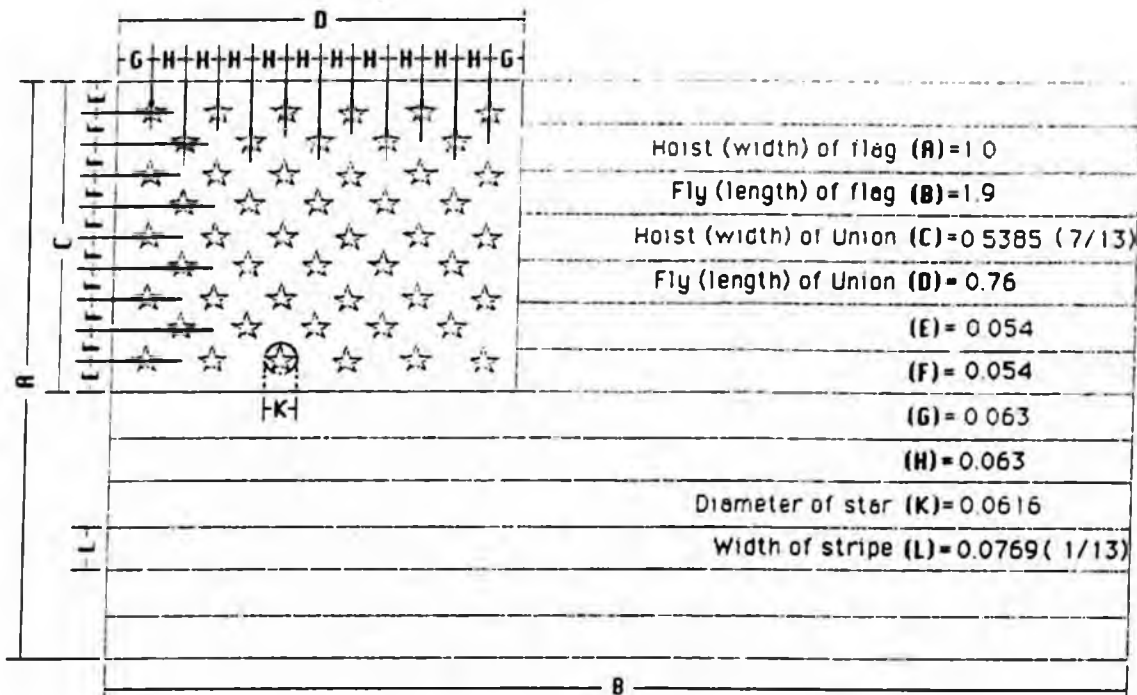 D
G H H H H H H H H H H G
E
F
F
F
F
F
F
F
F
E
C
A
K
L
B
Hoist (width) of flag (A)=1 0
Fly (length) of flag (B)=1.9
Hoist (width) of Union (C)=0 5385 (7/13)
Fly (length) of Union (D)=0.76
(E)=0 054
(F)=0.054
(G)=0 063
(H)=0.063
Diameter of star (K)=0.0616
Width of stripe (L)=0.0769(1/13)